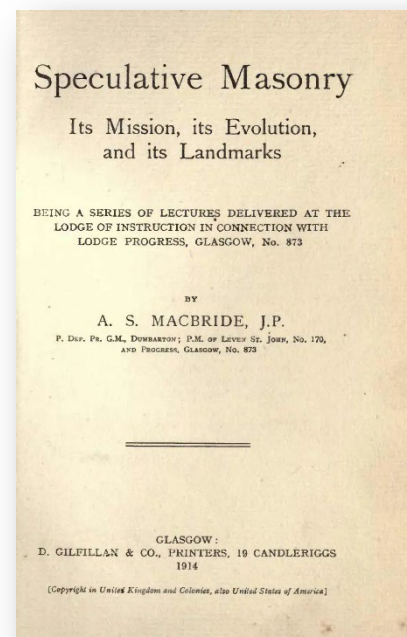 Speculative Masonry
Its Mission, its Evolution,
and its Landmarks
BEING A SERIES OF LECTURES DELIVERED AT THE
LODGE OF INSTRUCTION IN CONNECTION WITH
LODGE PROGRESS, GLASGOW, No. 873
BY
A. S. MACBRIDE, J.P.
P. Dep. Pr. G.M., Dumbarton; P.M. of Leven St. John, No. 170,
and Progress, Glasgow, No. 873
GLASGOW:
D. GILFILLAN & CO., PRINTERS, 19 CANDLERIGGS
1914
[Copyright in United Kingdom and Colonies, also United States of America]